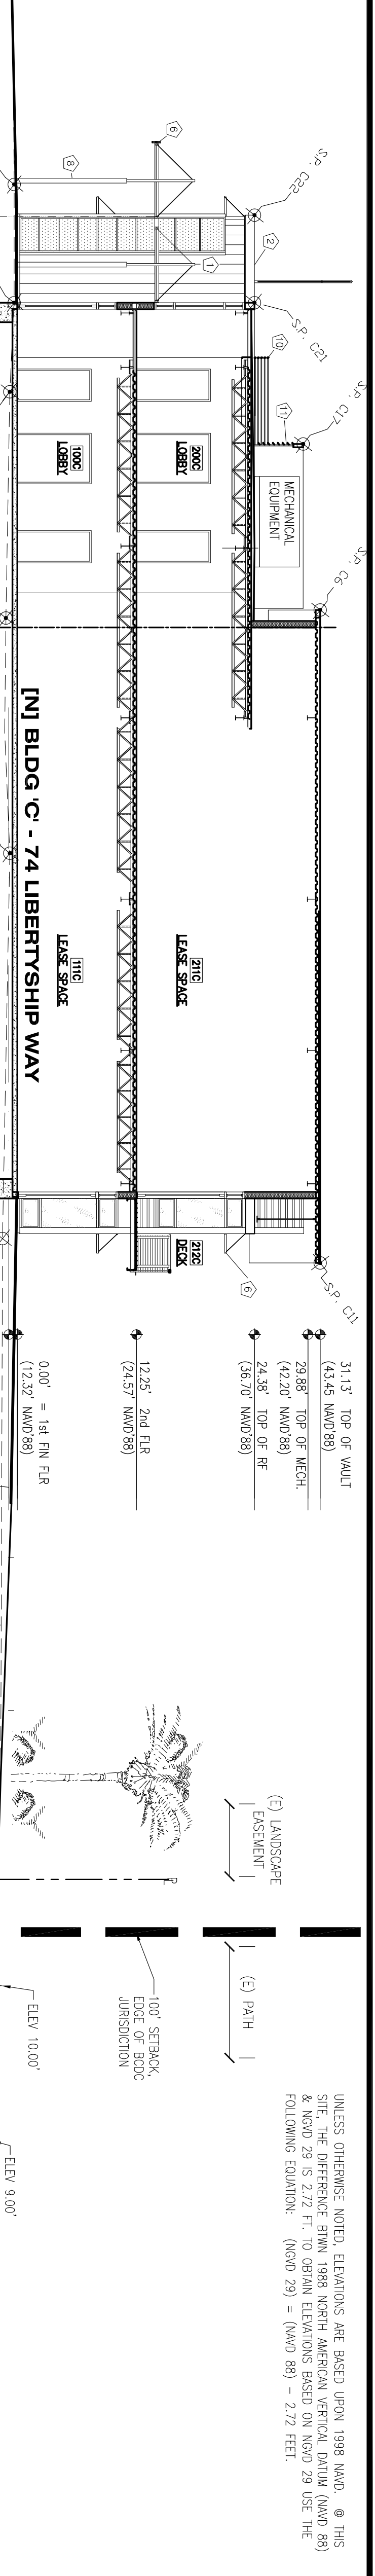 UNLESS OTHERWISE NOTED, ELEVATIONS ARE BASED UPON 1998 NAVD. @ THIS
SITE, THE DIFFERENCE BTWN 1988 NORTH AMERICAN VERTICAL DATUM (NAVD 88)
& NGVD 29 IS 2.72 FT. TO OBTAIN ELEVATIONS BASED ON NGVD 29 USE THE
FOLLOWING EQUATION: (NGVD 29) = (NAVD 88) - 2.72 FEET.
S.P. C22
2
S.P. C21
S.P. C17
S.P. C6
S.P. C11
6
8
1
10
11
MECHANICAL
EQUIPMENT
200C
LOBBY
100C
LOBBY
211C
LEASE SPACE
111C
LEASE SPACE
212C
DECK
6
[N] BLDG 'C' - 74 LIBERTYSHIP WAY
31.13' TOP OF VAULT
(43.45 NAVD'88)
29.88' TOP OF MECH.
(42.20' NAVD'88)
24.38' TOP OF RF
(36.70' NAVD'88)
12.25' 2nd FLR
(24.57' NAVD'88)
0.00' = 1st FIN FLR
(12.32' NAVD'88)
(E) LANDSCAPE
EASEMENT
(E) PATH
100' SETBACK,
EDGE OF BCDC
JURISDICTION
ELEV 10.00'
ELEV 9.00'